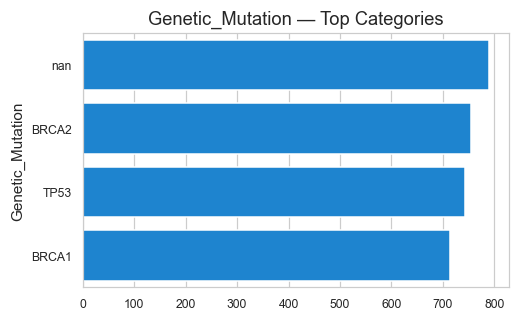 Genetic_Mutation — Top Categories
Genetic_Mutation
nan
BRCA2
TP53
BRCA1
0 100 200 300 400 500 600 700 800